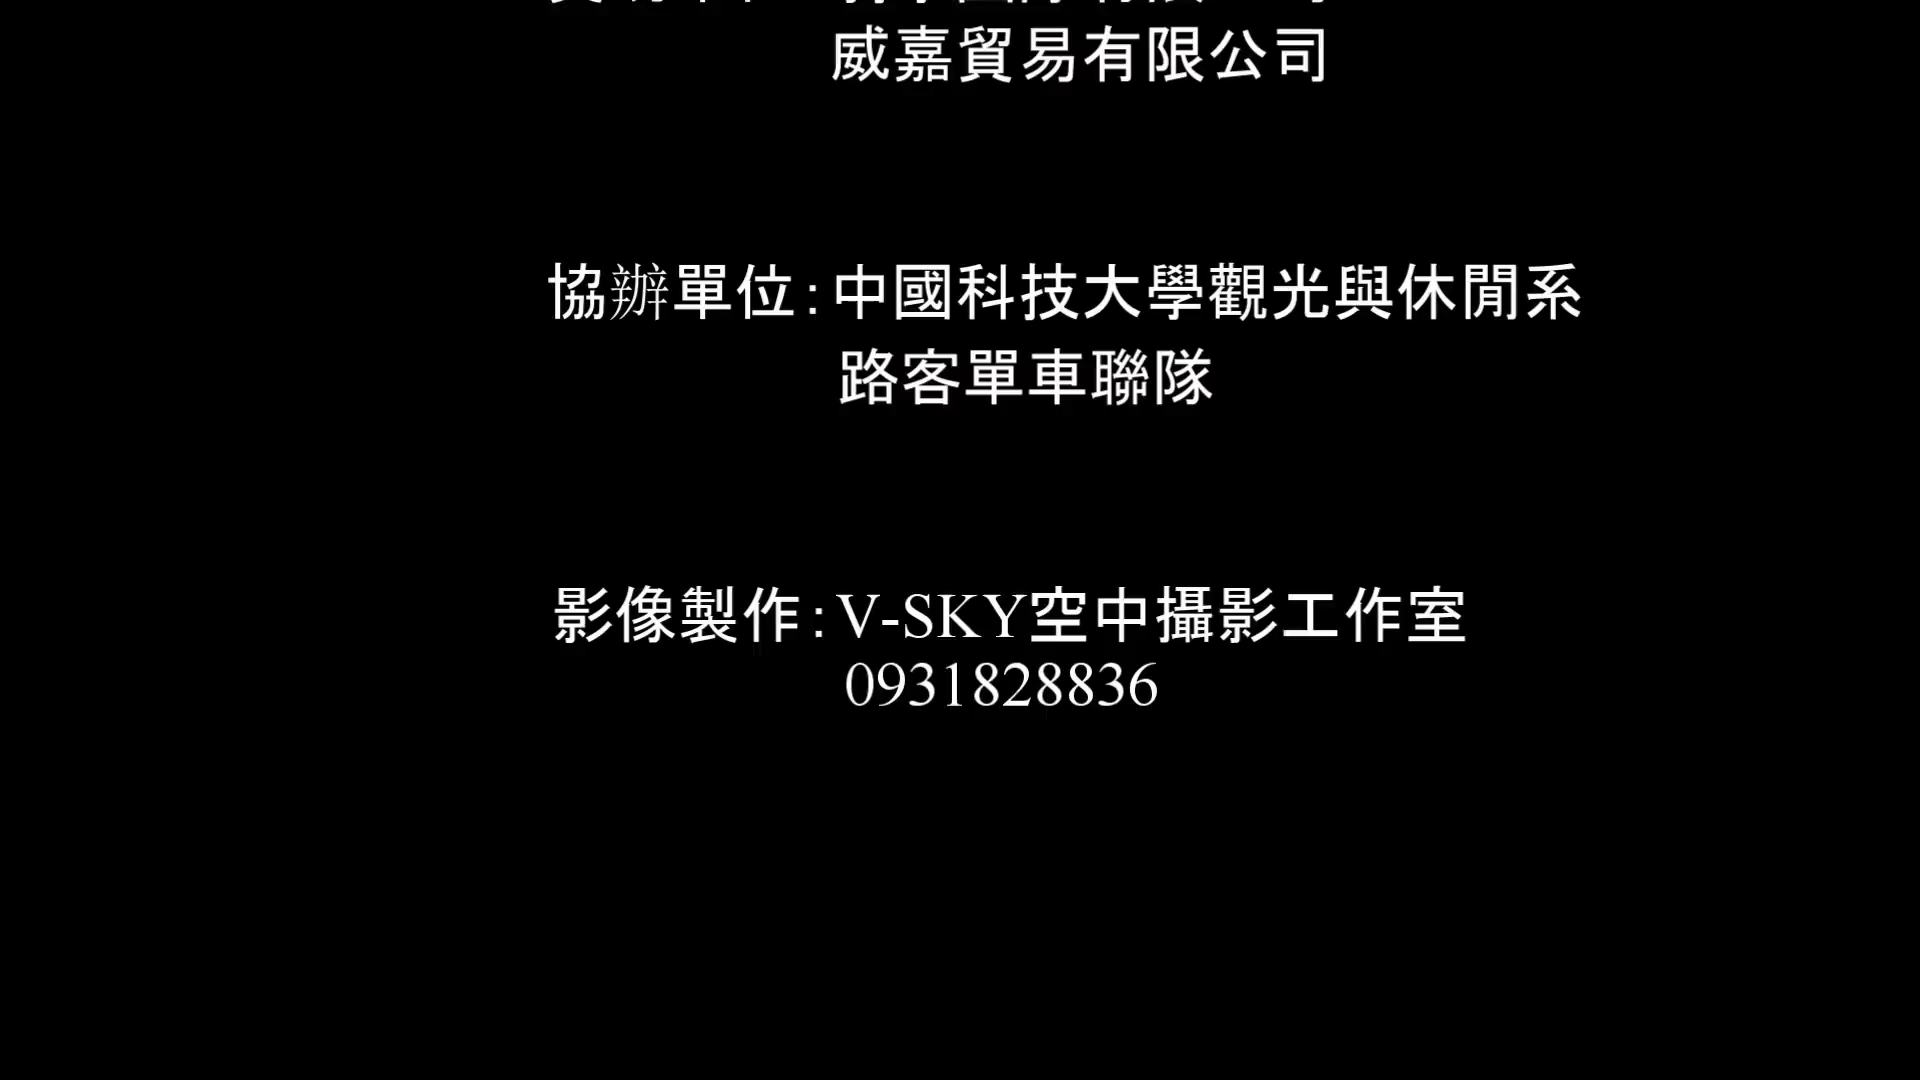 威嘉貿易有限公司
協辦單位:中國科技大學觀光與休閒系
路客單車聯隊
影像製作:V-SKY空中攝影工作室
0931828836